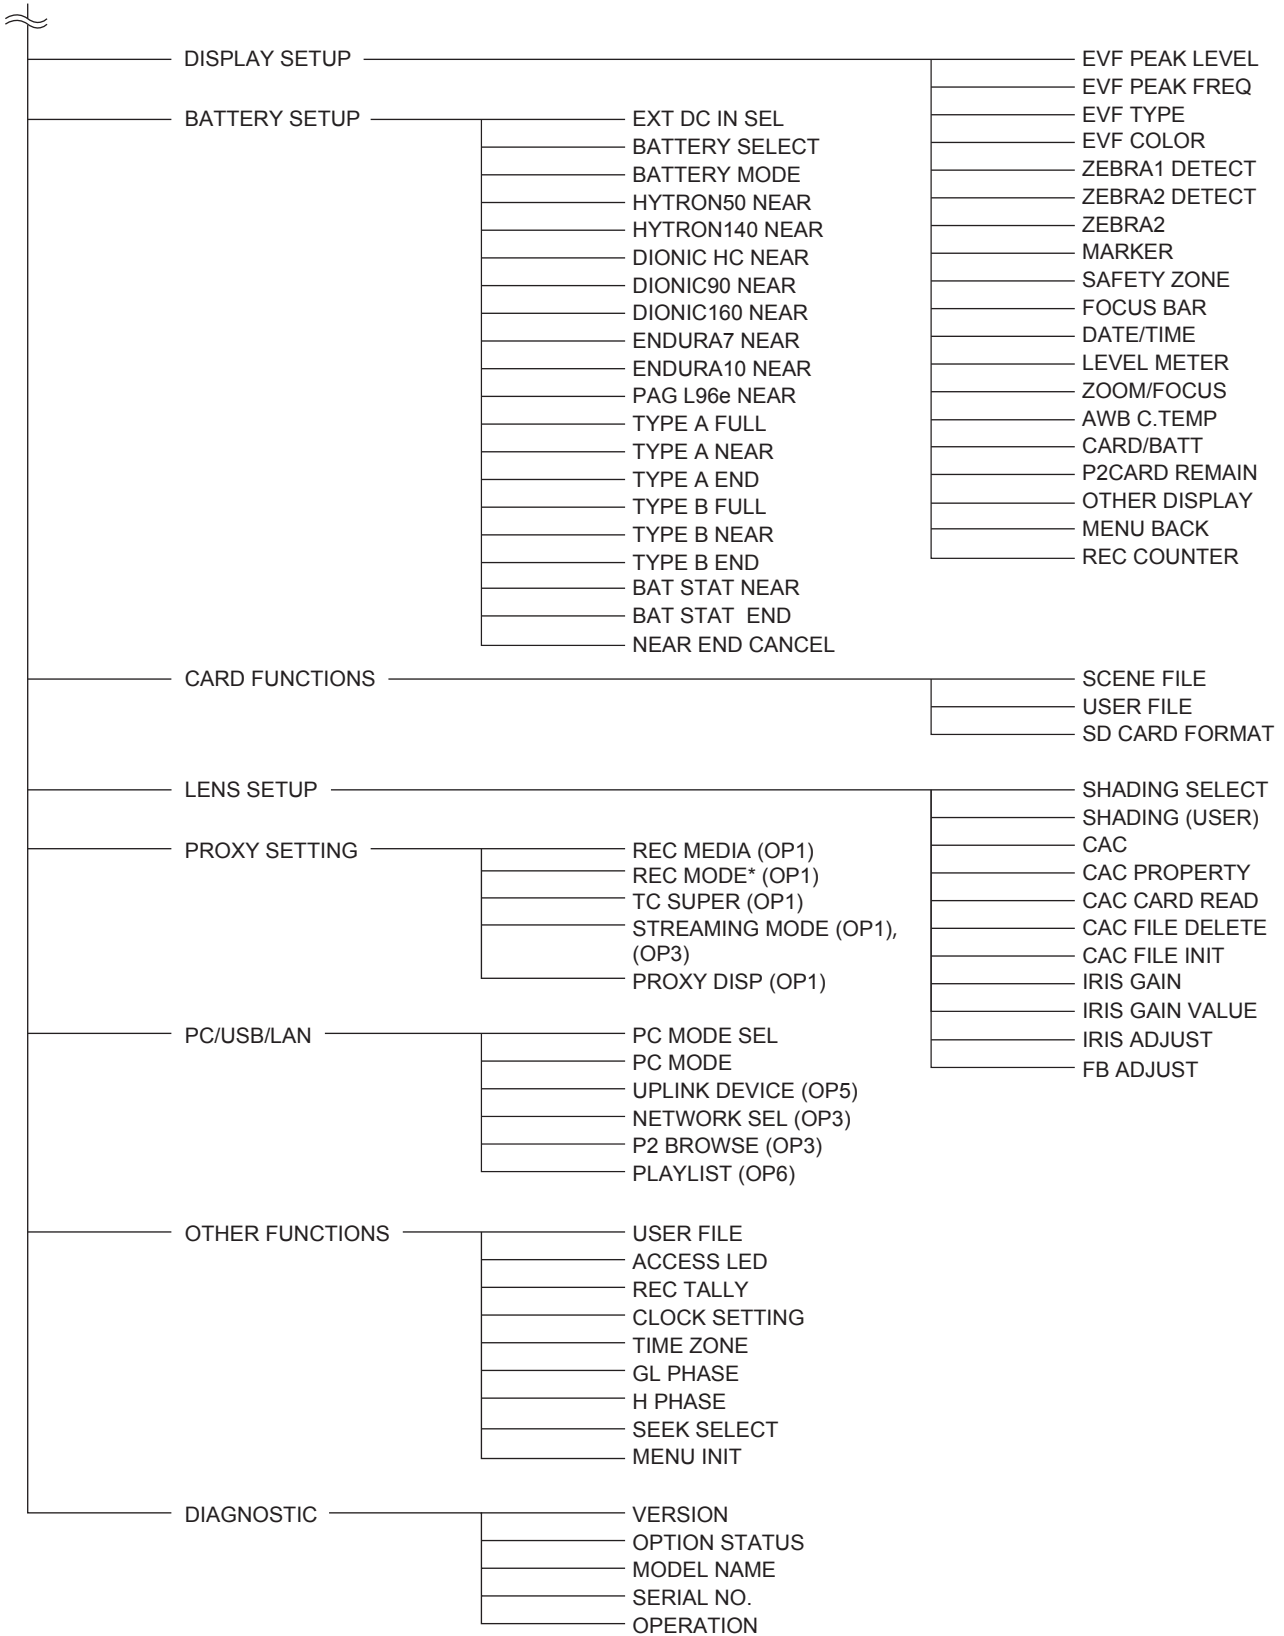 DISPLAY SETUP
EVF PEAK LEVEL
EVF PEAK FREQ
EVF TYPE
EVF COLOR
ZEBRA1 DETECT
ZEBRA2 DETECT
ZEBRA2
MARKER
SAFETY ZONE
FOCUS BAR
DATE/TIME
LEVEL METER
ZOOM/FOCUS
AWB C.TEMP
CARD/BATT
P2CARD REMAIN
OTHER DISPLAY
MENU BACK
REC COUNTER
BATTERY SETUP
EXT DC IN SEL
BATTERY SELECT
BATTERY MODE
HYTRON50 NEAR
HYTRON140 NEAR
DIONIC HC NEAR
DIONIC90 NEAR
DIONIC160 NEAR
ENDURA7 NEAR
ENDURA10 NEAR
PAG L96e NEAR
TYPE A FULL
TYPE A NEAR
TYPE A END
TYPE B FULL
TYPE B NEAR
TYPE B END
BAT STAT NEAR
BAT STAT  END
NEAR END CANCEL
CARD FUNCTIONS
SCENE FILE
USER FILE
SD CARD FORMAT
LENS SETUP
SHADING SELECT
SHADING (USER)
CAC
CAC PROPERTY
CAC CARD READ
CAC FILE DELETE
CAC FILE INIT
IRIS GAIN
IRIS GAIN VALUE
IRIS ADJUST
FB ADJUST
PROXY SETTING
REC MEDIA (OP1)
REC MODE* (OP1)
TC SUPER (OP1)
STREAMING MODE (OP1),
(OP3)
PROXY DISP (OP1)
PC/USB/LAN
PC MODE SEL
PC MODE
UPLINK DEVICE (OP5)
NETWORK SEL (OP3)
P2 BROWSE (OP3)
PLAYLIST (OP6)
OTHER FUNCTIONS
USER FILE
ACCESS LED
REC TALLY
CLOCK SETTING
TIME ZONE
GL PHASE
H PHASE
SEEK SELECT
MENU INIT
DIAGNOSTIC
VERSION
OPTION STATUS
MODEL NAME
SERIAL NO.
OPERATION